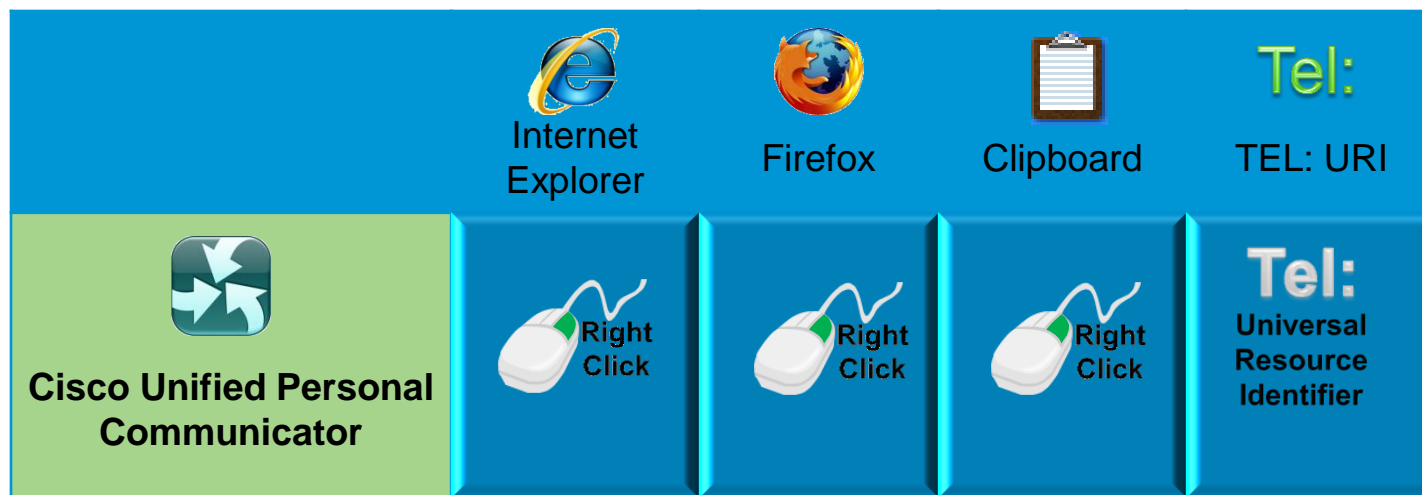 Internet
Explorer
Firefox
Clipboard
Tel:
TEL: URI
Cisco Unified Personal
Communicator
Right
Click
Right
Click
Right
Click
Tel:
Universal
Resource
Identifier